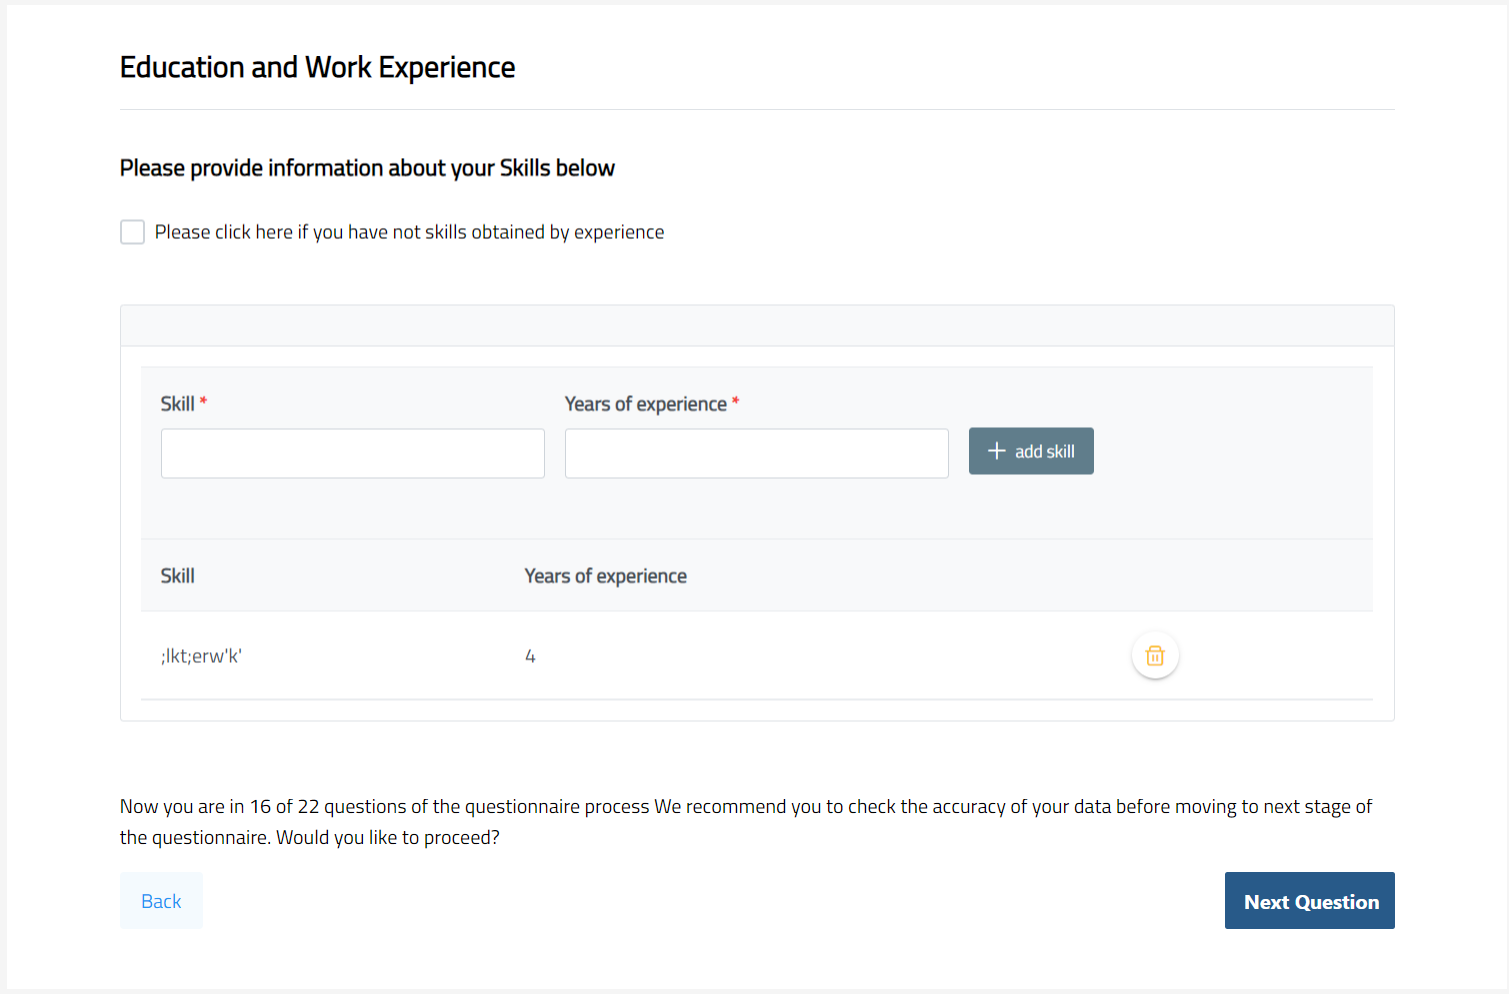 Education and Work Experience
Please provide information about your Skills below
Please click here if you have not skills obtained by experience
Skill *
Years of experience *
+ add skill
Skill
Years of experience
;lkt;erw'k'
4
Now you are in 16 of 22 questions of the questionnaire process We recommend you to check the accuracy of your data before moving to next stage of
the questionnaire. Would you like to proceed?
Back
Next Question